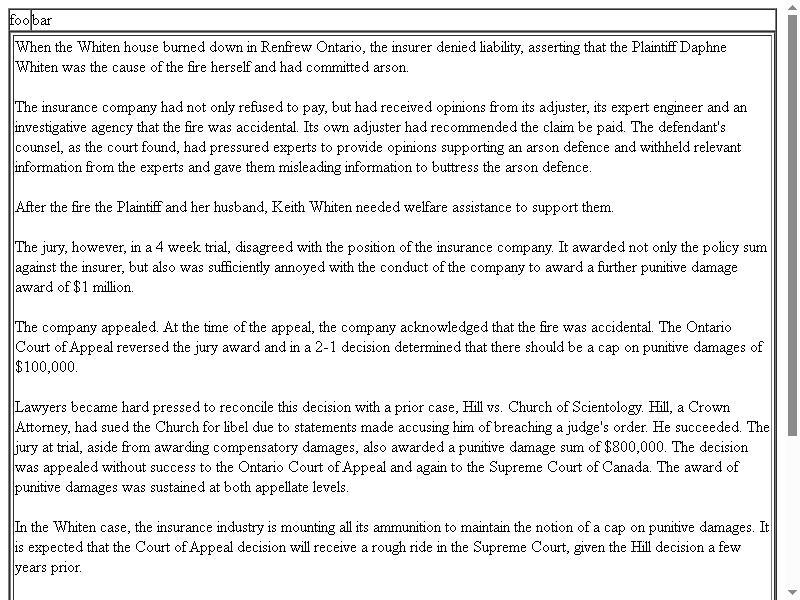 foo bar
When the Whiten house burned down in Renfrew Ontario, the insurer denied liability, asserting that the Plaintiff Daphne
Whiten was the cause of the fire herself and had committed arson.
The insurance company had not only refused to pay, but had received opinions from its adjuster, its expert engineer and an
investigative agency that the fire was accidental. Its own adjuster had recommended the claim be paid. The defendant's
counsel, as the court found, had pressured experts to provide opinions supporting an arson defence and withheld relevant
information from the experts and gave them misleading information to buttress the arson defence.
After the fire the Plaintiff and her husband, Keith Whiten needed welfare assistance to support them.
The jury, however, in a 4 week trial, disagreed with the position of the insurance company. It awarded not only the policy sum
against the insurer, but also was sufficiently annoyed with the conduct of the company to award a further punitive damage
award of $1 million.
The company appealed. At the time of the appeal, the company acknowledged that the fire was accidental. The Ontario
Court of Appeal reversed the jury award and in a 2-1 decision determined that there should be a cap on punitive damages of
$100,000.
Lawyers became hard pressed to reconcile this decision with a prior case, Hill vs. Church of Scientology. Hill, a Crown
Attorney, had sued the Church for libel due to statements made accusing him of breaching a judge's order. He succeeded. The
jury at trial, aside from awarding compensatory damages, also awarded a punitive damage sum of $800,000. The decision
was appealed without success to the Ontario Court of Appeal and again to the Supreme Court of Canada. The award of
punitive damages was sustained at both appellate levels.
In the Whiten case, the insurance industry is mounting all its ammunition to maintain the notion of a cap on punitive damages. It
is expected that the Court of Appeal decision will receive a rough ride in the Supreme Court, given the Hill decision a few
years prior.